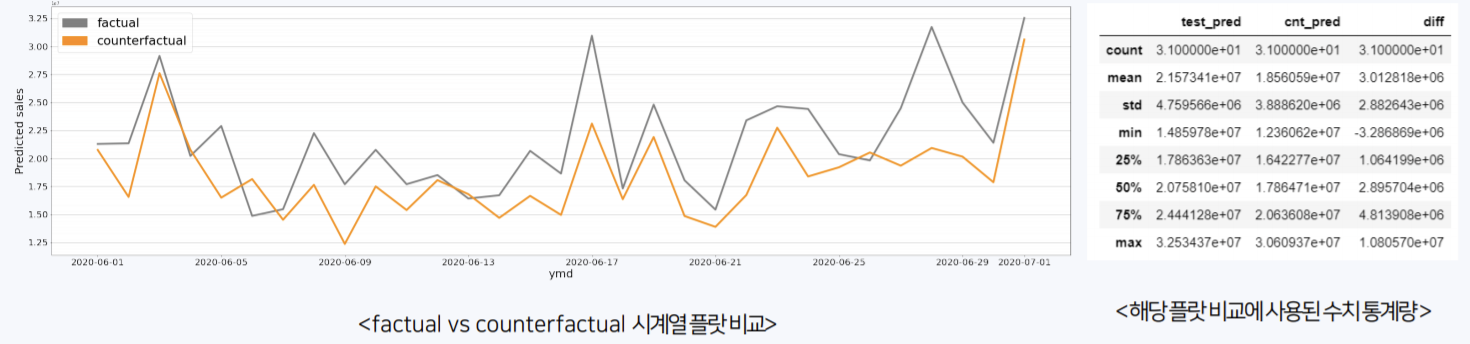 1e7
factual
counterfactual
3.25
3.00
2.75
2.50
2.25
2.00
1.75
1.50
1.25
Predicted sales
2020-06-01 2020-06-05 2020-06-09 2020-06-13 2020-06-17 2020-06-21 2020-06-25 2020-06-29 2020-07-01
ymd
<factual vs counterfactual 시계열 플랏 비교>
test_pred cnt_pred diff
count 3.100000e+01 3.100000e+01 3.100000e+01
mean 2.157341e+07 1.856059e+07 3.012818e+06
std 4.759566e+06 3.888620e+06 2.882643e+06
min 1.485978e+07 1.236062e+07 -3.286869e+06
25% 1.786363e+07 1.642277e+07 1.064199e+06
50% 2.075810e+07 1.786471e+07 2.895704e+06
75% 2.444128e+07 2.063608e+07 4.813908e+06
max 3.253437e+07 3.060937e+07 1.080570e+07
<해당 플랏 비교에 사용된 수치 통계량>